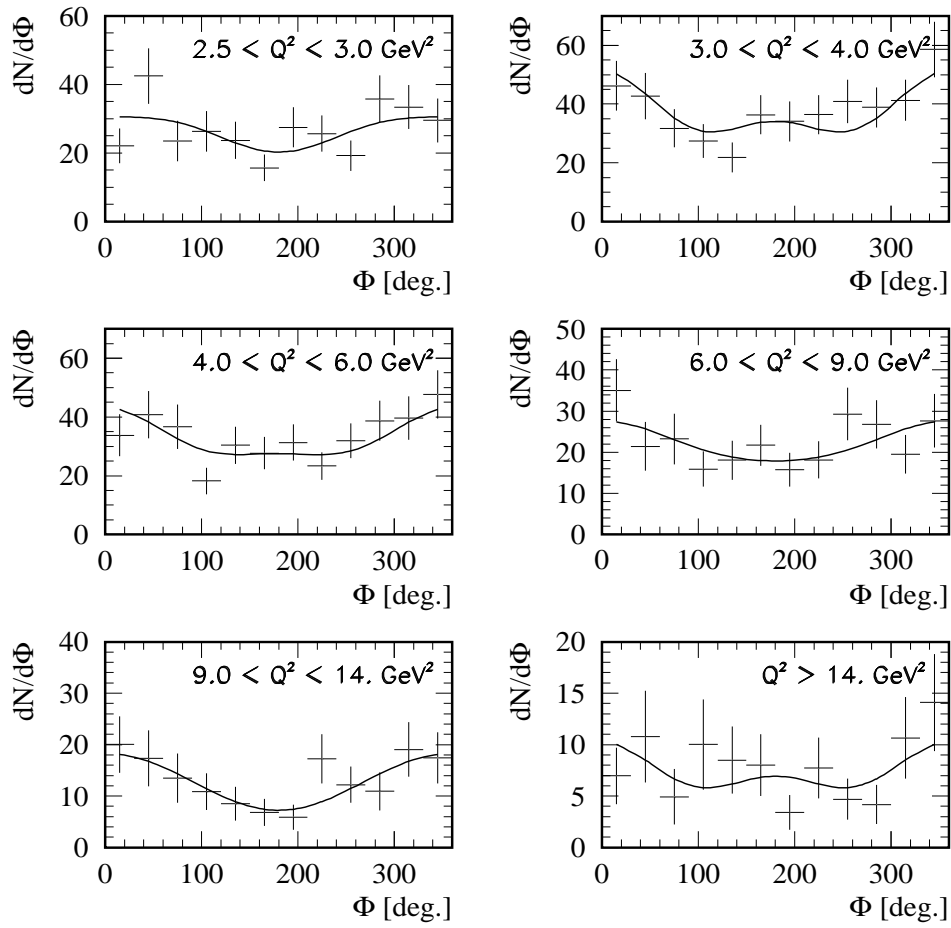 dN/dΦ
60
40
20
0
2.5 < Q² < 3.0 GeV²
0 100 200 300
Φ [deg.]
dN/dΦ
60
40
20
0
3.0 < Q² < 4.0 GeV²
0 100 200 300
Φ [deg.]
dN/dΦ
60
40
20
0
4.0 < Q² < 6.0 GeV²
0 100 200 300
Φ [deg.]
dN/dΦ
50
40
30
20
10
0
6.0 < Q² < 9.0 GeV²
0 100 200 300
Φ [deg.]
dN/dΦ
40
30
20
10
0
9.0 < Q² < 14. GeV²
0 100 200 300
Φ [deg.]
dN/dΦ
20
15
10
5
0
Q² > 14. GeV²
0 100 200 300
Φ [deg.]